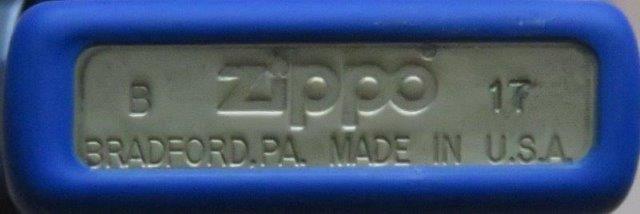 B zippo® 17
BRADFORD, PA. MADE IN U.S.A.